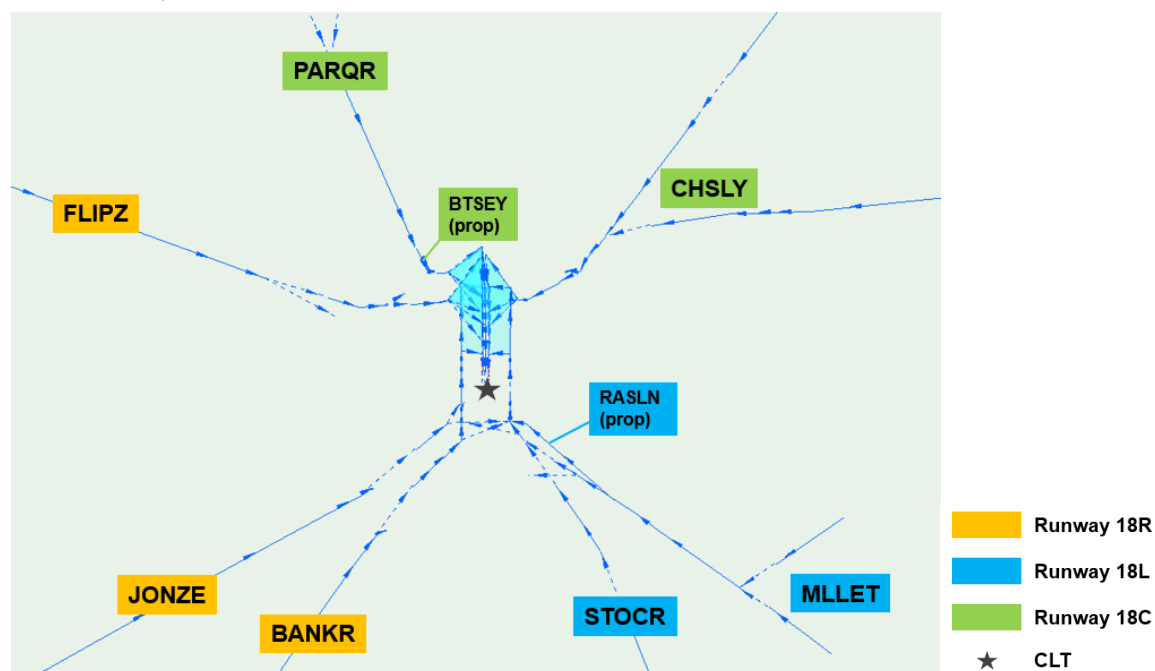 PARQR
CHSLY
FLIPZ
BTSEY
(prop)
RASLN
(prop)
JONZE
BANKR
STOCR
MLLET
Runway 18R
Runway 18L
Runway 18C
CLT